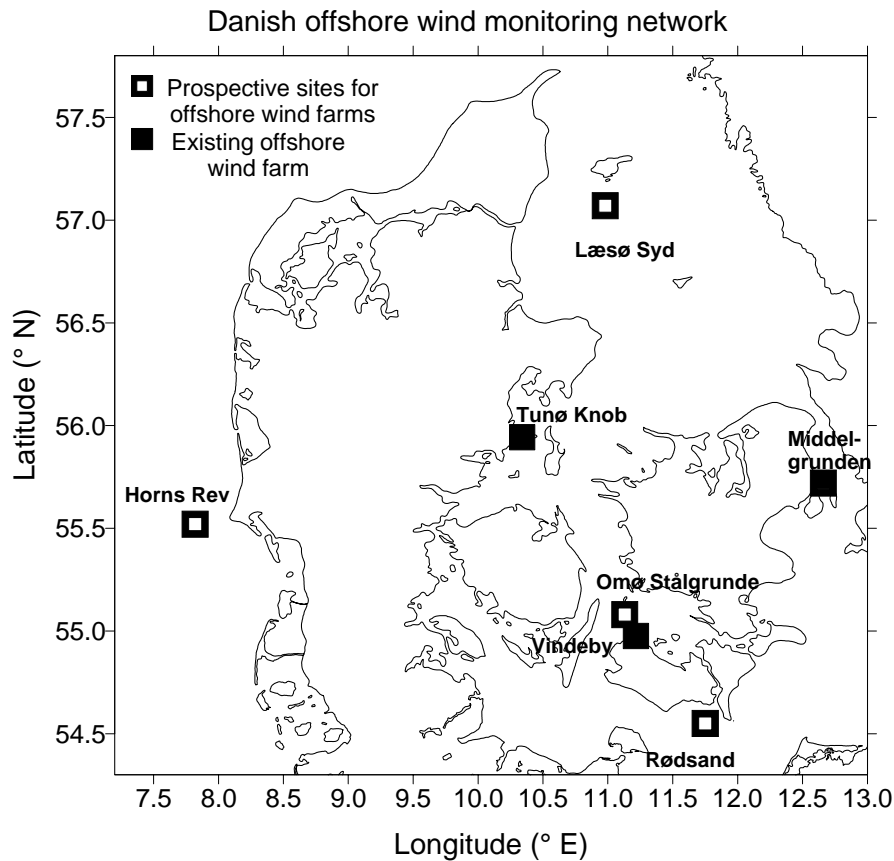 Danish offshore wind monitoring network
Prospective sites for
offshore wind farms
Existing offshore
wind farm
Læsø Syd
Tunø Knob
Middel-
grunden
Horns Rev
Omø Stålgrunde
Vindeby
Rødsand
Latitude (° N)
57.5
57.0
56.5
56.0
55.5
55.0
54.5
7.5 8.0 8.5 9.0 9.5 10.0 10.5 11.0 11.5 12.0 12.5 13.0
Longitude (° E)